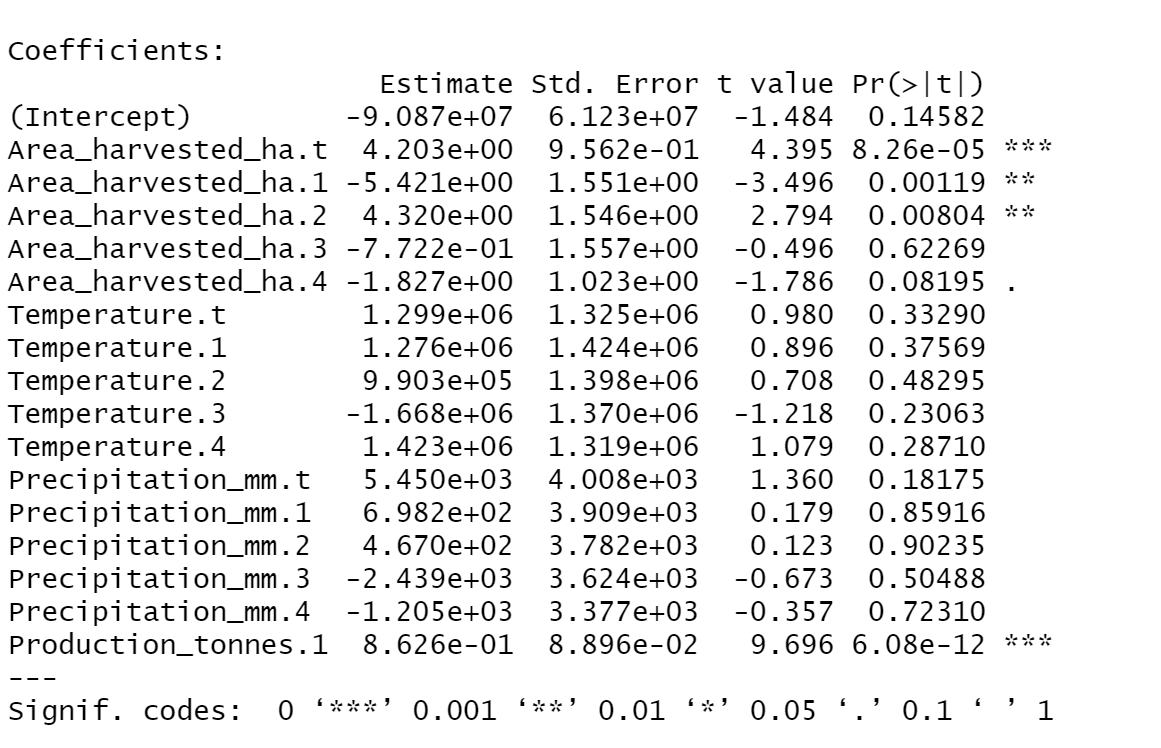 Coefficients:
Estimate Std. Error t value Pr(>|t|)
(Intercept) -9.087e+07 6.123e+07 -1.484 0.14582
Area_harvested_ha.t 4.203e+00 9.562e-01 4.395 8.26e-05 ***
Area_harvested_ha.1 -5.421e+00 1.551e+00 -3.496 0.00119 **
Area_harvested_ha.2 4.320e+00 1.546e+00 2.794 0.00804 **
Area_harvested_ha.3 -7.722e-01 1.557e+00 -0.496 0.62269
Area_harvested_ha.4 -1.827e+00 1.023e+00 -1.786 0.08195 .
Temperature.t 1.299e+06 1.325e+06 0.980 0.33290
Temperature.1 1.276e+06 1.424e+06 0.896 0.37569
Temperature.2 9.903e+05 1.398e+06 0.708 0.48295
Temperature.3 -1.668e+06 1.370e+06 -1.218 0.23063
Temperature.4 1.423e+06 1.319e+06 1.079 0.28710
Precipitation_mm.t 5.450e+03 4.008e+03 1.360 0.18175
Precipitation_mm.1 6.982e+02 3.909e+03 0.179 0.85916
Precipitation_mm.2 4.670e+02 3.782e+03 0.123 0.90235
Precipitation_mm.3 -2.439e+03 3.624e+03 -0.673 0.50488
Precipitation_mm.4 -1.205e+03 3.377e+03 -0.357 0.72310
Production_tonnes.1 8.626e-01 8.896e-02 9.696 6.08e-12 ***
---
Signif. codes: 0 ‘***’ 0.001 ‘**’ 0.01 ‘*’ 0.05 ‘.’ 0.1 ‘ ’ 1